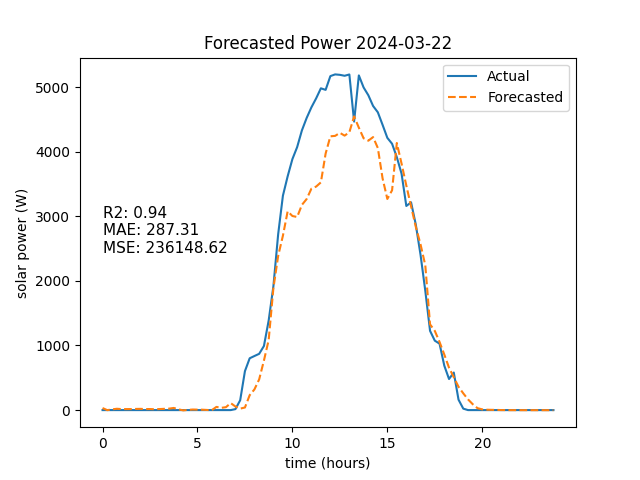 Forecasted Power 2024-03-22
Actual
Forecasted
R2: 0.94
MAE: 287.31
MSE: 236148.62
solar power (W)
5000
4000
3000
2000
1000
0
0 5 10 15 20
time (hours)